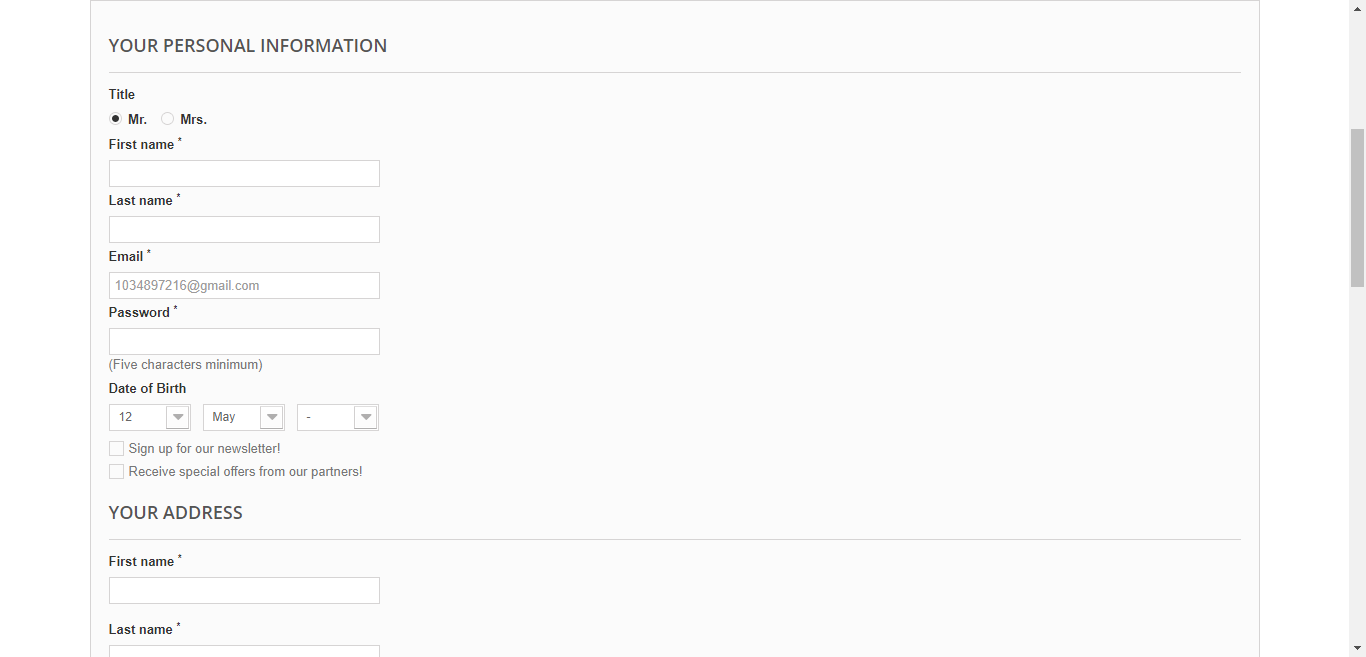 YOUR PERSONAL INFORMATION
Title
Mr. Mrs.
First name *
Last name *
Email *
1034897216@gmail.com
Password *
(Five characters minimum)
Date of Birth
12 May -
Sign up for our newsletter!
Receive special offers from our partners!
YOUR ADDRESS
First name *
Last name *